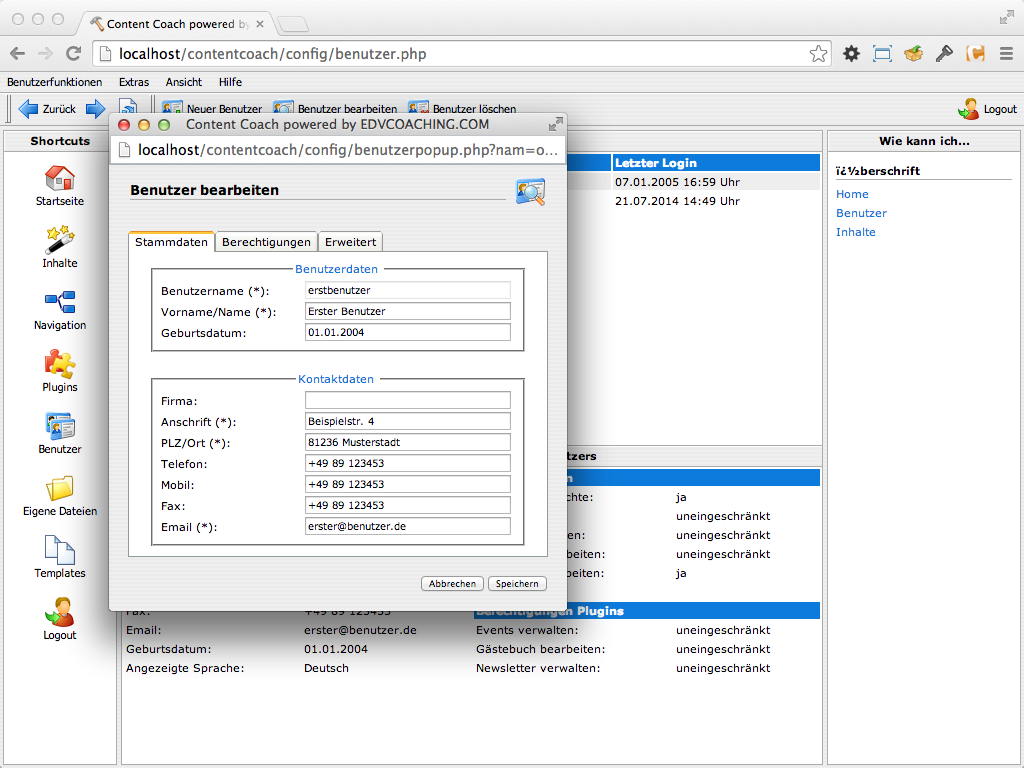 Content Coach powered by
localhost/contentcoach/config/benutzer.php
Benutzerfunktionen Extras Ansicht Hilfe
Zurück Neuer Benutzer Benutzer bearbeiten Benutzer löschen Logout
Shortcuts
Startseite
Inhalte
Navigation
Plugins
Benutzer
Eigene Dateien
Templates
Logout
Content Coach powered by EDVCOACHING.COM
localhost/contentcoach/config/benutzerpopup.php?nam=o...
Benutzer bearbeiten
Stammdaten Berechtigungen Erweitert
Benutzerdaten
Benutzername (*): erstbenutzer
Vorname/Name (*): Erster Benutzer
Geburtsdatum: 01.01.2004
Kontaktdaten
Firma:
Anschrift (*): Beispielstr. 4
PLZ/Ort (*): 81236 Musterstadt
Telefon: +49 89 123453
Mobil: +49 89 123453
Fax: +49 89 123453
Email (*): erster@benutzer.de
Abbrechen Speichern
Letzter Login
07.01.2005 16:59 Uhr
21.07.2014 14:49 Uhr
tzers
n
chte: ja
uneingeschränkt
en: uneingeschränkt
beiten: uneingeschränkt
beiten: ja
Fax: +49 89 123453
Email: erster@benutzer.de
Geburtsdatum: 01.01.2004
Angezeigte Sprache: Deutsch
Berechtigungen Plugins
Events verwalten: uneingeschränkt
Gästebuch bearbeiten: uneingeschränkt
Newsletter verwalten: uneingeschränkt
Wie kann ich...
ï¿½berschrift
Home
Benutzer
Inhalte